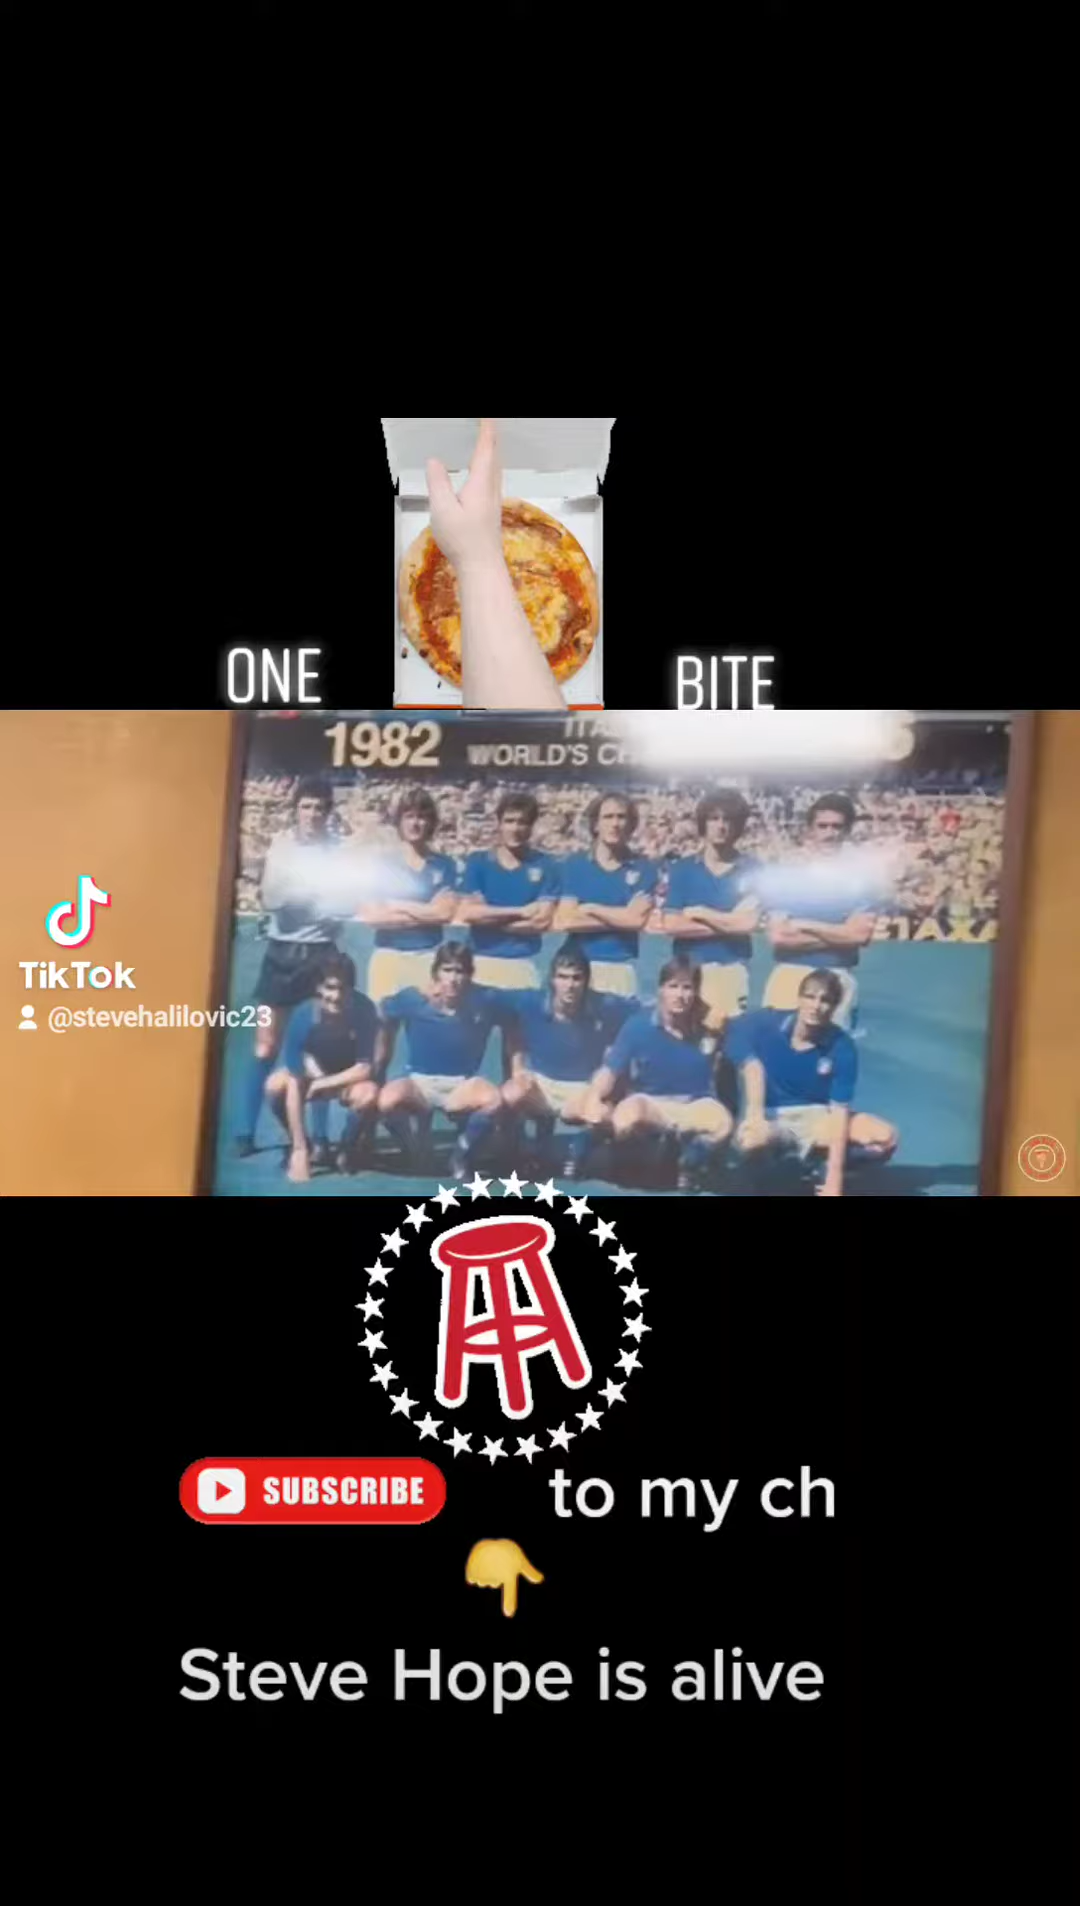 ONE
BITE
1982
WORLD'S
TikTok
@stevehalilovic23
SUBSCRIBE to my ch
Steve Hope is alive